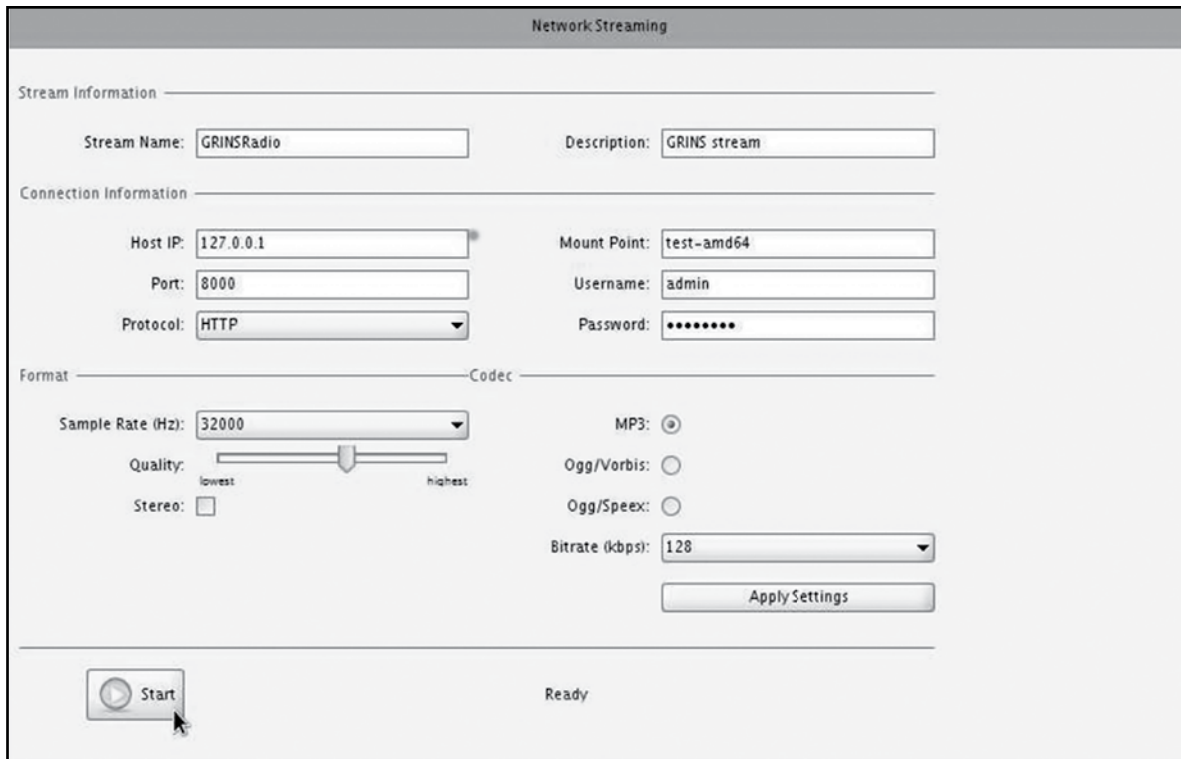 Network Streaming
Stream Information
Stream Name: GRINSRadio
Description: GRINS stream
Connection Information
Host IP: 127.0.0.1
Mount Point: test-amd64
Port: 8000
Username: admin
Protocol: HTTP
Password: ••••••••
Format
Codec
Sample Rate (Hz): 32000
MP3:
Quality:
lowest
highest
Ogg/Vorbis:
Stereo:
Ogg/Speex:
Bitrate (kbps): 128
Apply Settings
Start
Ready